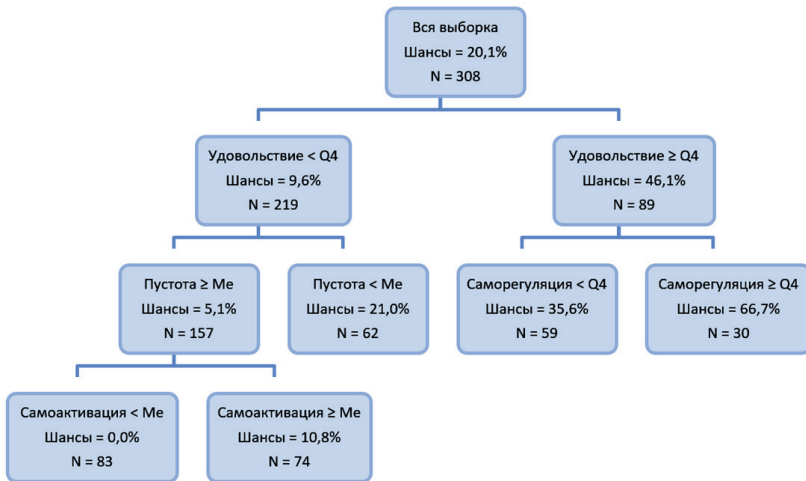 Вся выборка
Шансы = 20,1%
N = 308
Удовольствие < Q4
Шансы = 9,6%
N = 219
Удовольствие ≥ Q4
Шансы = 46,1%
N = 89
Пустота ≥ Me
Шансы = 5,1%
N = 157
Пустота < Me
Шансы = 21,0%
N = 62
Саморегуляция < Q4
Шансы = 35,6%
N = 59
Саморегуляция ≥ Q4
Шансы = 66,7%
N = 30
Самоактивация < Me
Шансы = 0,0%
N = 83
Самоактивация ≥ Me
Шансы = 10,8%
N = 74